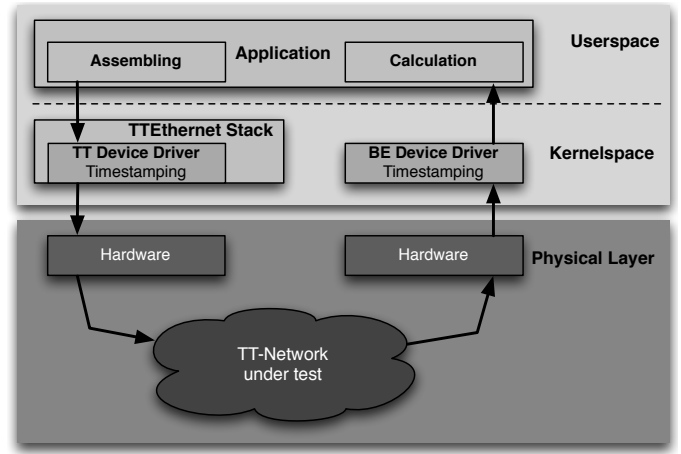 Userspace
Application
Assembling
Calculation
TTEthernet Stack
TT Device Driver
Timestamping
BE Device Driver
Timestamping
Kernelspace
Hardware
Hardware
Physical Layer
TT-Network
under test